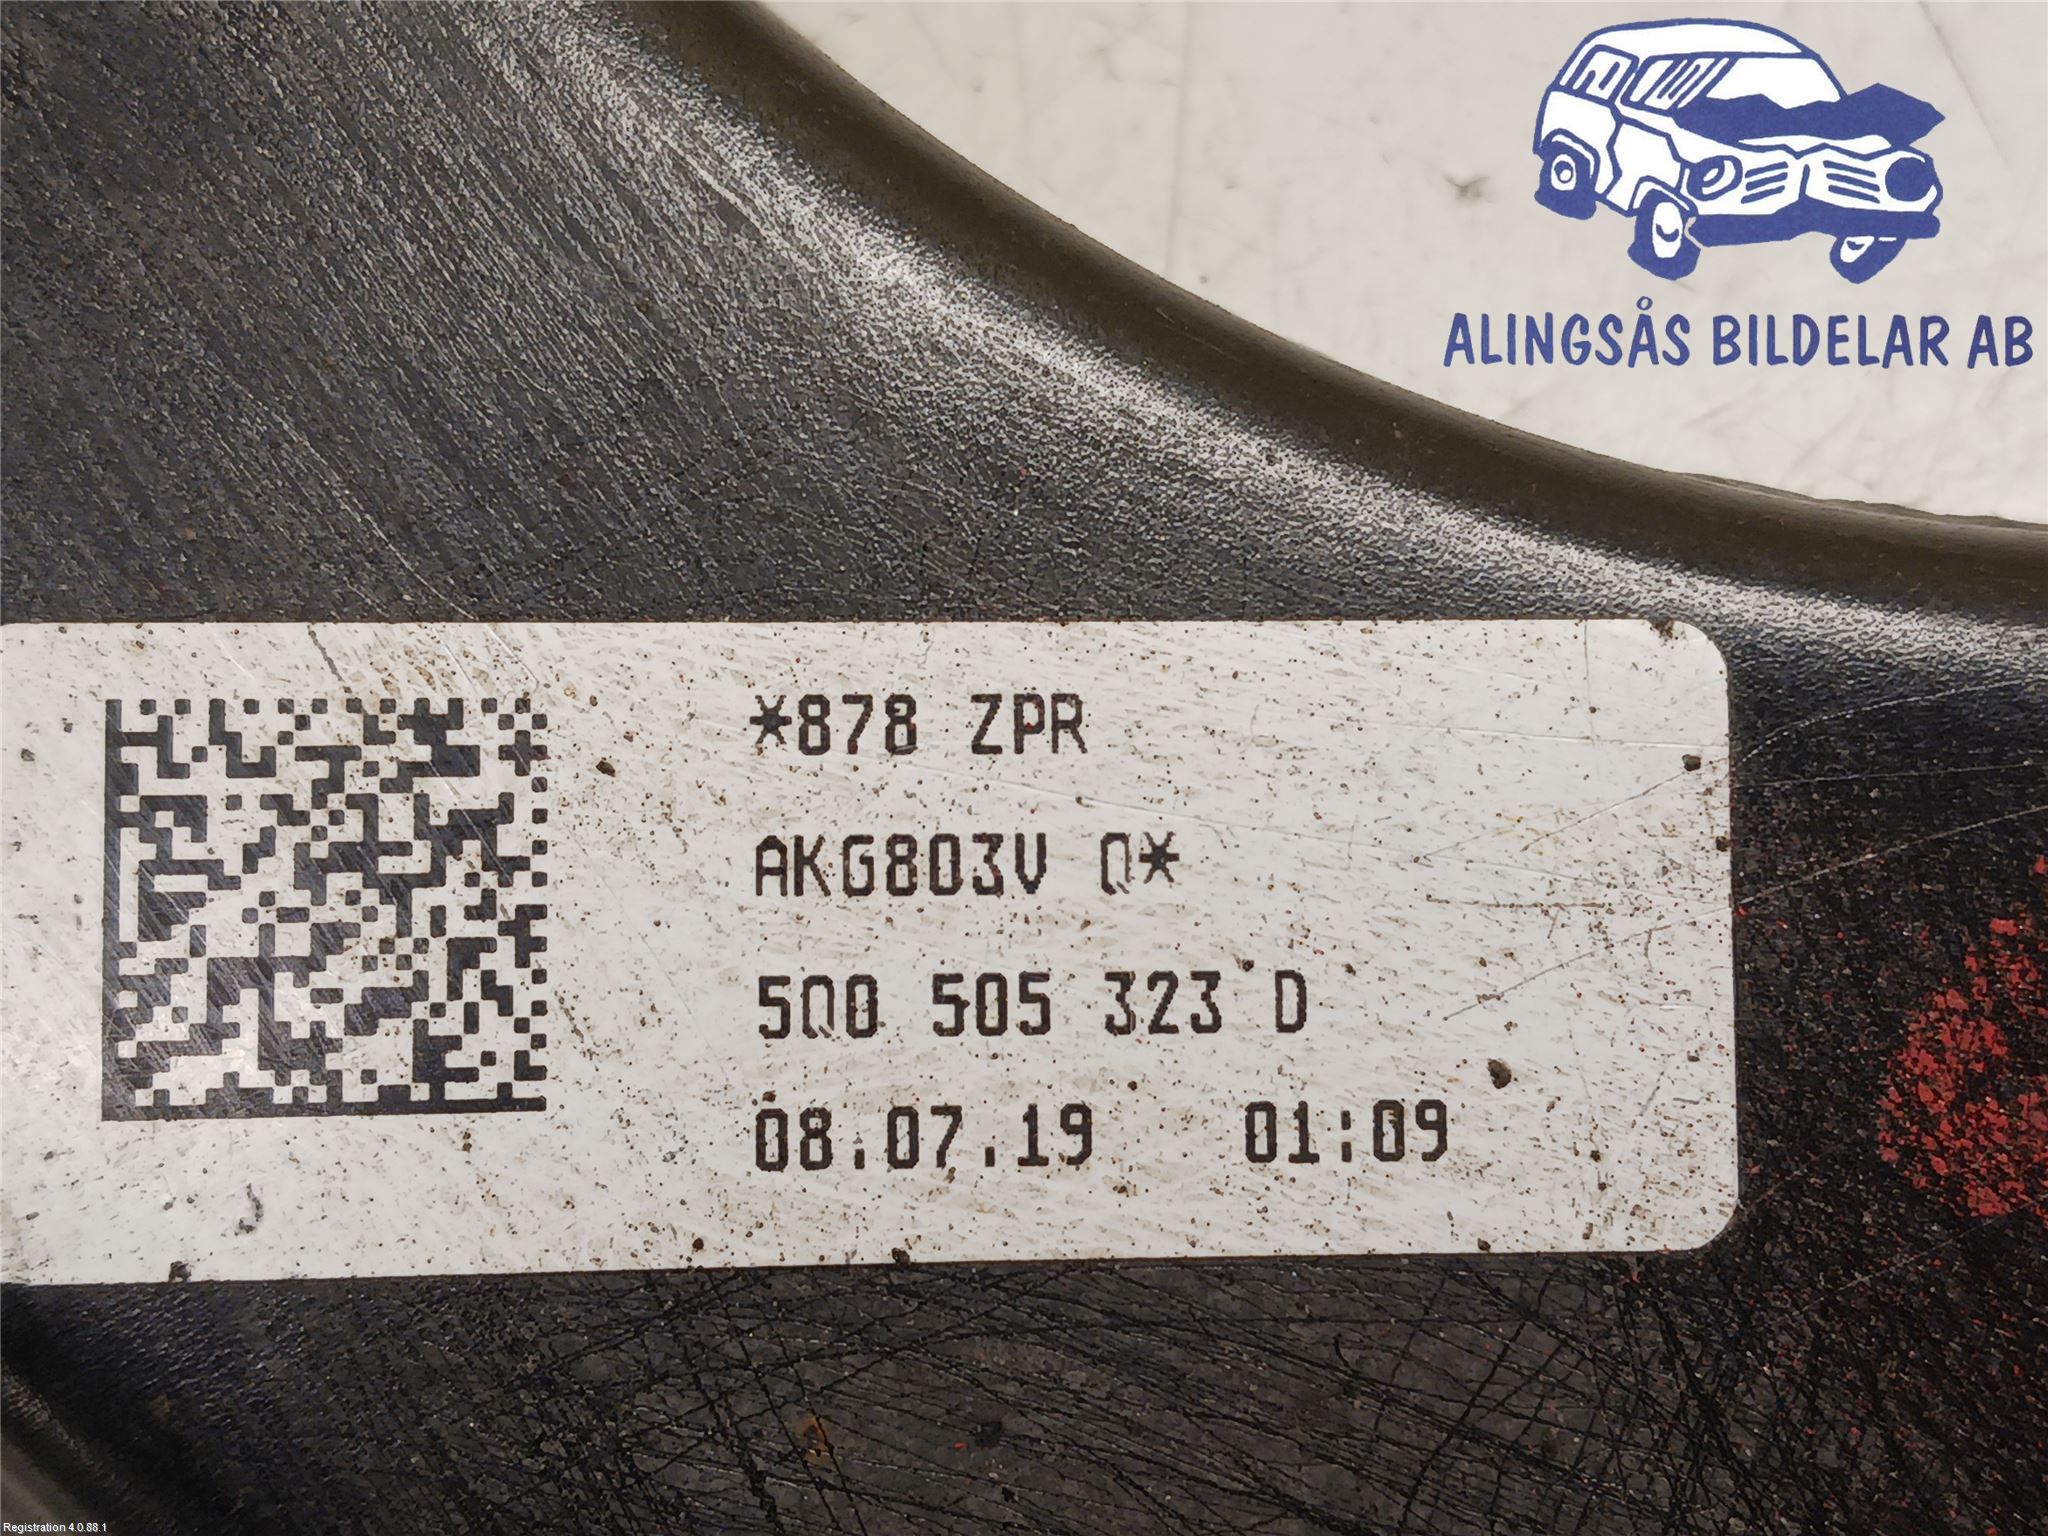 ALINGSÅS BILDELAR AB
*878 ZPR
AKG803V 0*
5Q0 505 323 D
08.07.19 01:09
Registration 4.0.88.1